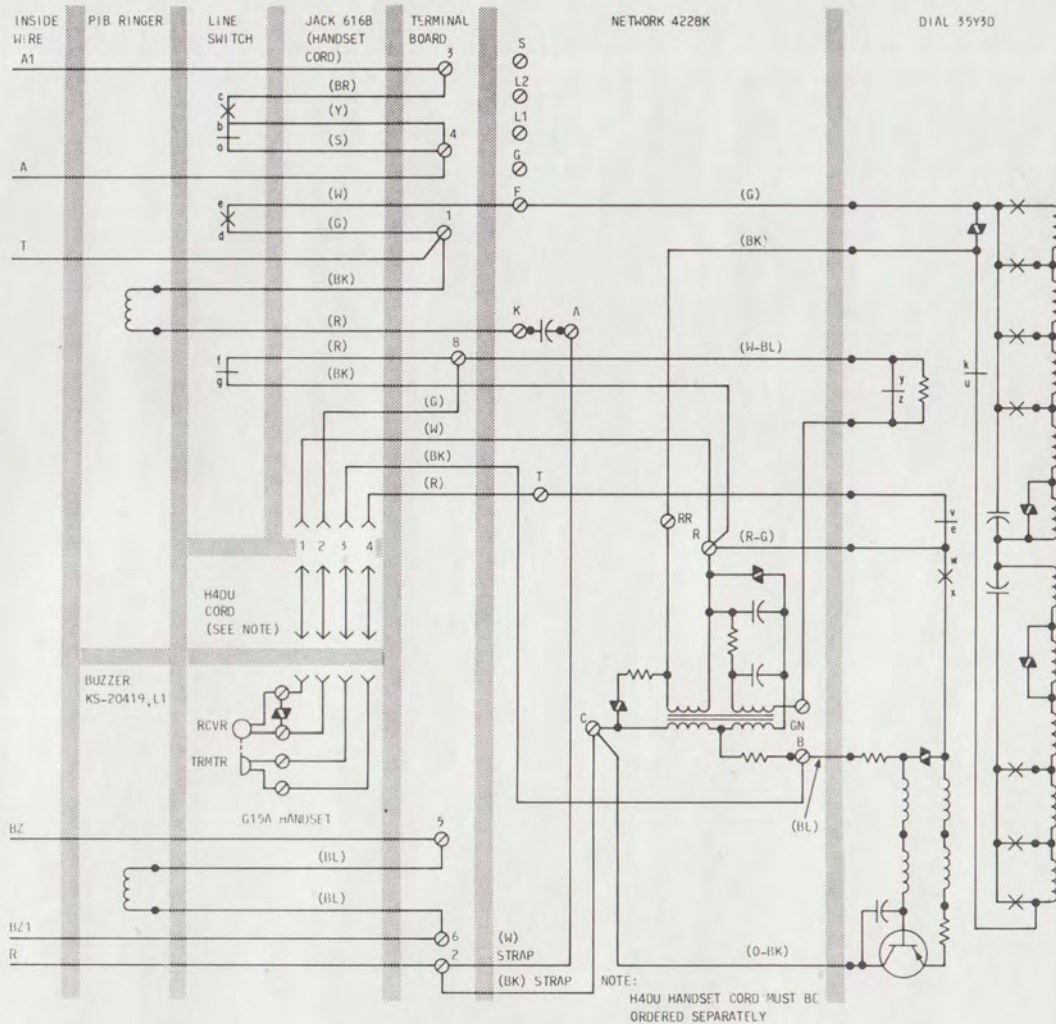 INSIDE WIRE
PIB RINGER
LINE SWITCH
JACK 616B (HANDSET CORD)
TERMINAL BOARD
NETWORK 4228K
DIAL 35Y3D
A1
3
S
c
(BR)
L2
(Y)
b
4
L1
a
(S)
G
A
(W)
F
(G)
e
d
(G)
1
T
(BK)
(BK)
K
A
(R)
f
(R)
8
(W-BL)
g
(BK)
k
u
y
z
(G)
(W)
(BK)
(R)
T
RR
R
(R-G)
v
e
w
x
1 2 3 4
H4DU
CORD
(SEE NOTE)
BUZZER
KS-20419,L1
RCVR
TRMTR
G15A HANDSET
C
GN
B
(BL)
BZ
5
(BL)
(BL)
BZ1
6
R
2
(W)
STRAP
(BK) STRAP
(O-BK)
NOTE:
H4DU HANDSET CORD MUST BE
ORDERED SEPARATELY